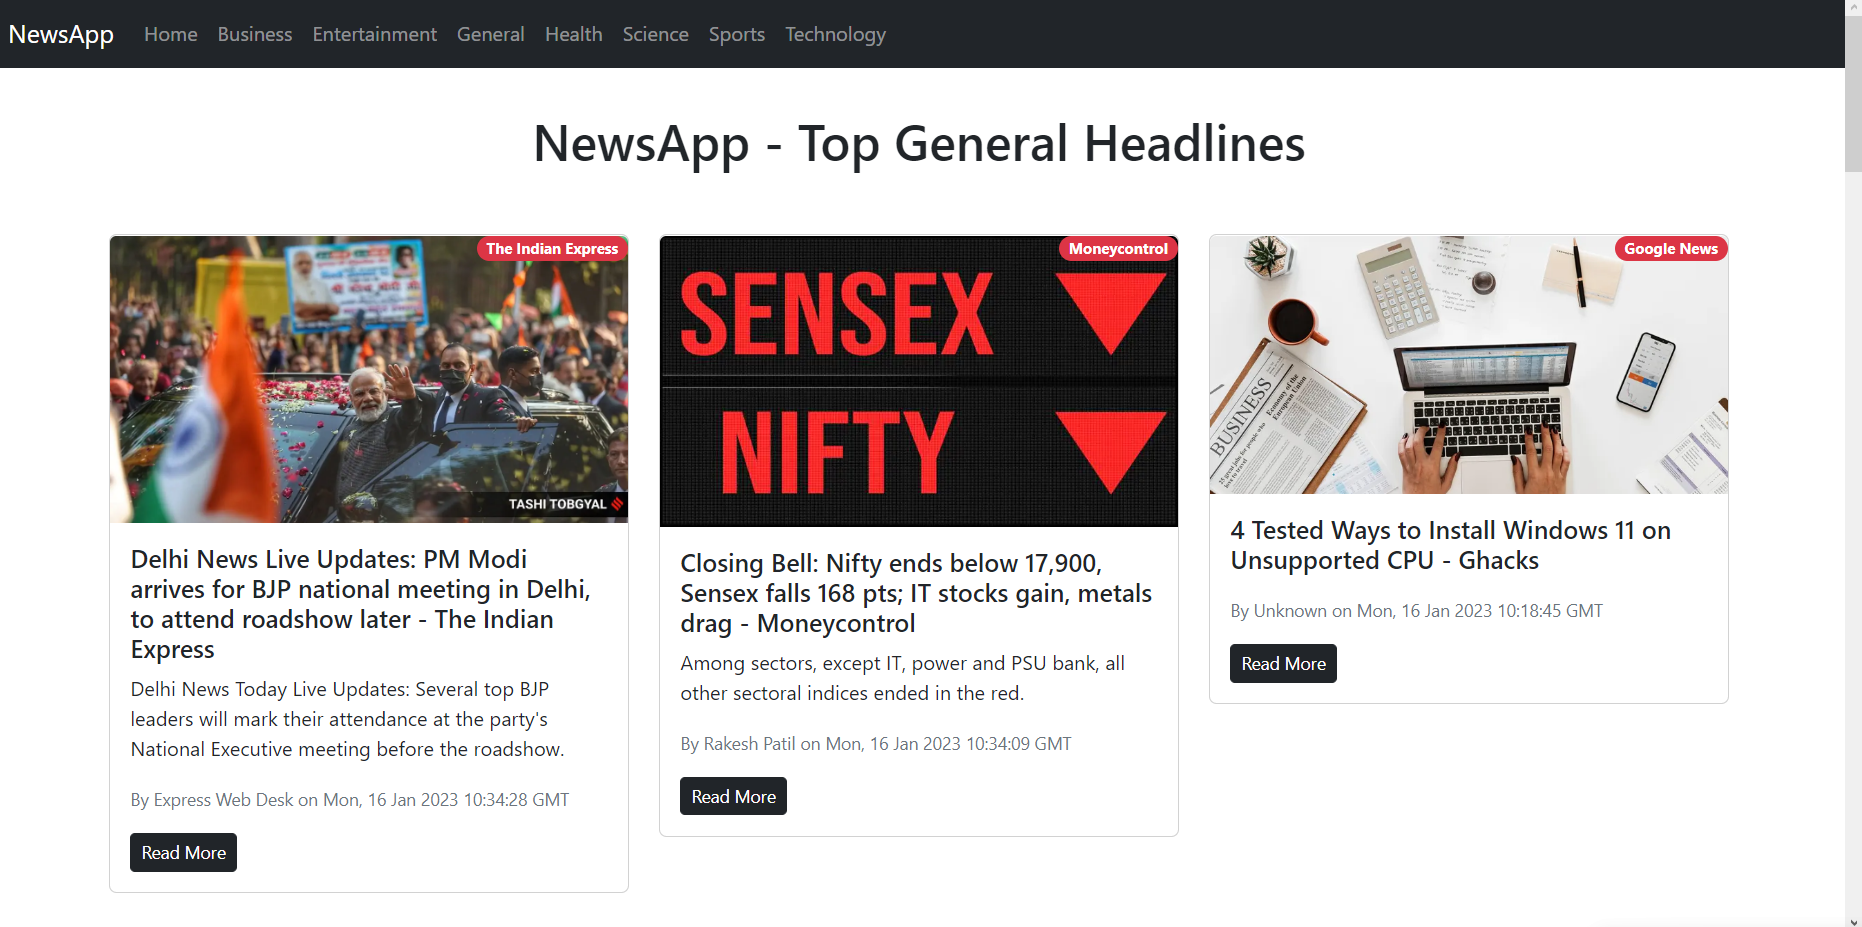 NewsApp Home Business Entertainment General Health Science Sports Technology
NewsApp - Top General Headlines
The Indian Express
TASHI TOBGYAL
Delhi News Live Updates: PM Modi
arrives for BJP national meeting in Delhi,
to attend roadshow later - The Indian
Express
Delhi News Today Live Updates: Several top BJP
leaders will mark their attendance at the party's
National Executive meeting before the roadshow.
By Express Web Desk on Mon, 16 Jan 2023 10:34:28 GMT
Read More
Moneycontrol
SENSEX
NIFTY
Closing Bell: Nifty ends below 17,900,
Sensex falls 168 pts; IT stocks gain, metals
drag - Moneycontrol
Among sectors, except IT, power and PSU bank, all
other sectoral indices ended in the red.
By Rakesh Patil on Mon, 16 Jan 2023 10:34:09 GMT
Read More
Google News
BUSINESS
Economy of the
European Union
4 Tested Ways to Install Windows 11 on
Unsupported CPU - Ghacks
By Unknown on Mon, 16 Jan 2023 10:18:45 GMT
Read More